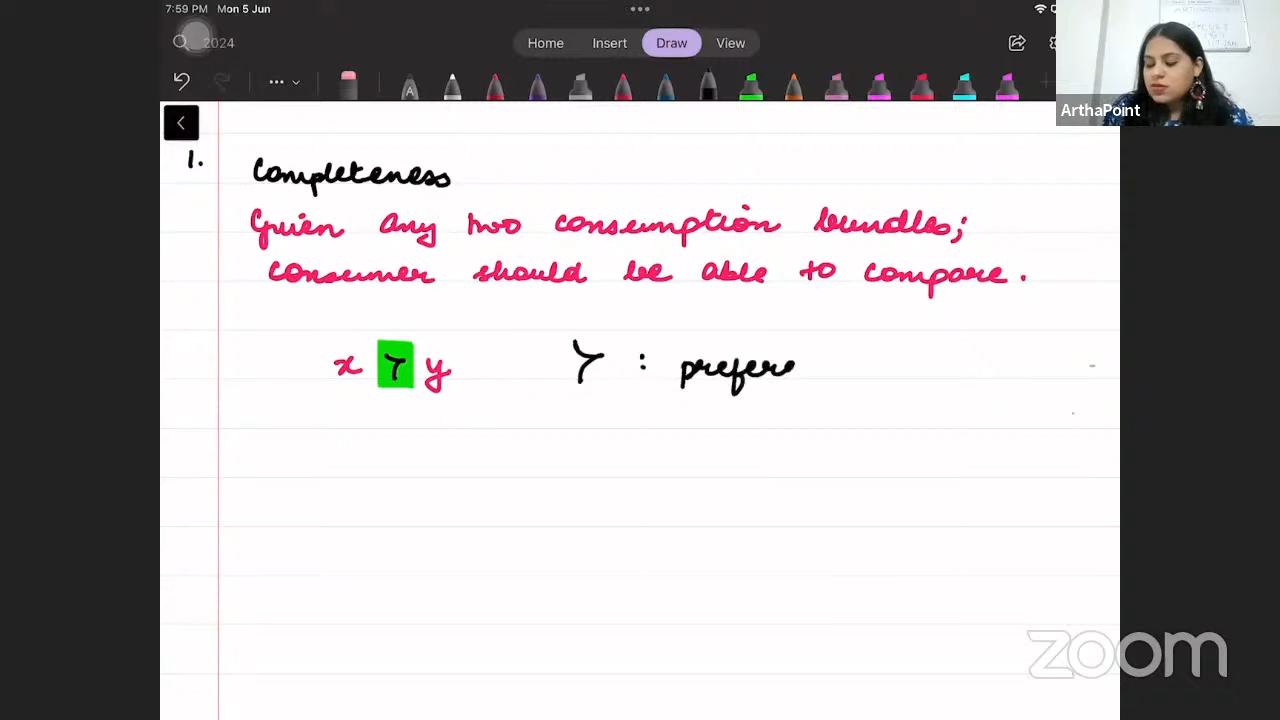 7:59 PM Mon 5 Jun
2024
Home Insert Draw View
A
ArthaPoint
1. Completeness
Given any two consumption bundles;
consumer should be able to compare.
x ≻ y ≻ : prefere
zoom